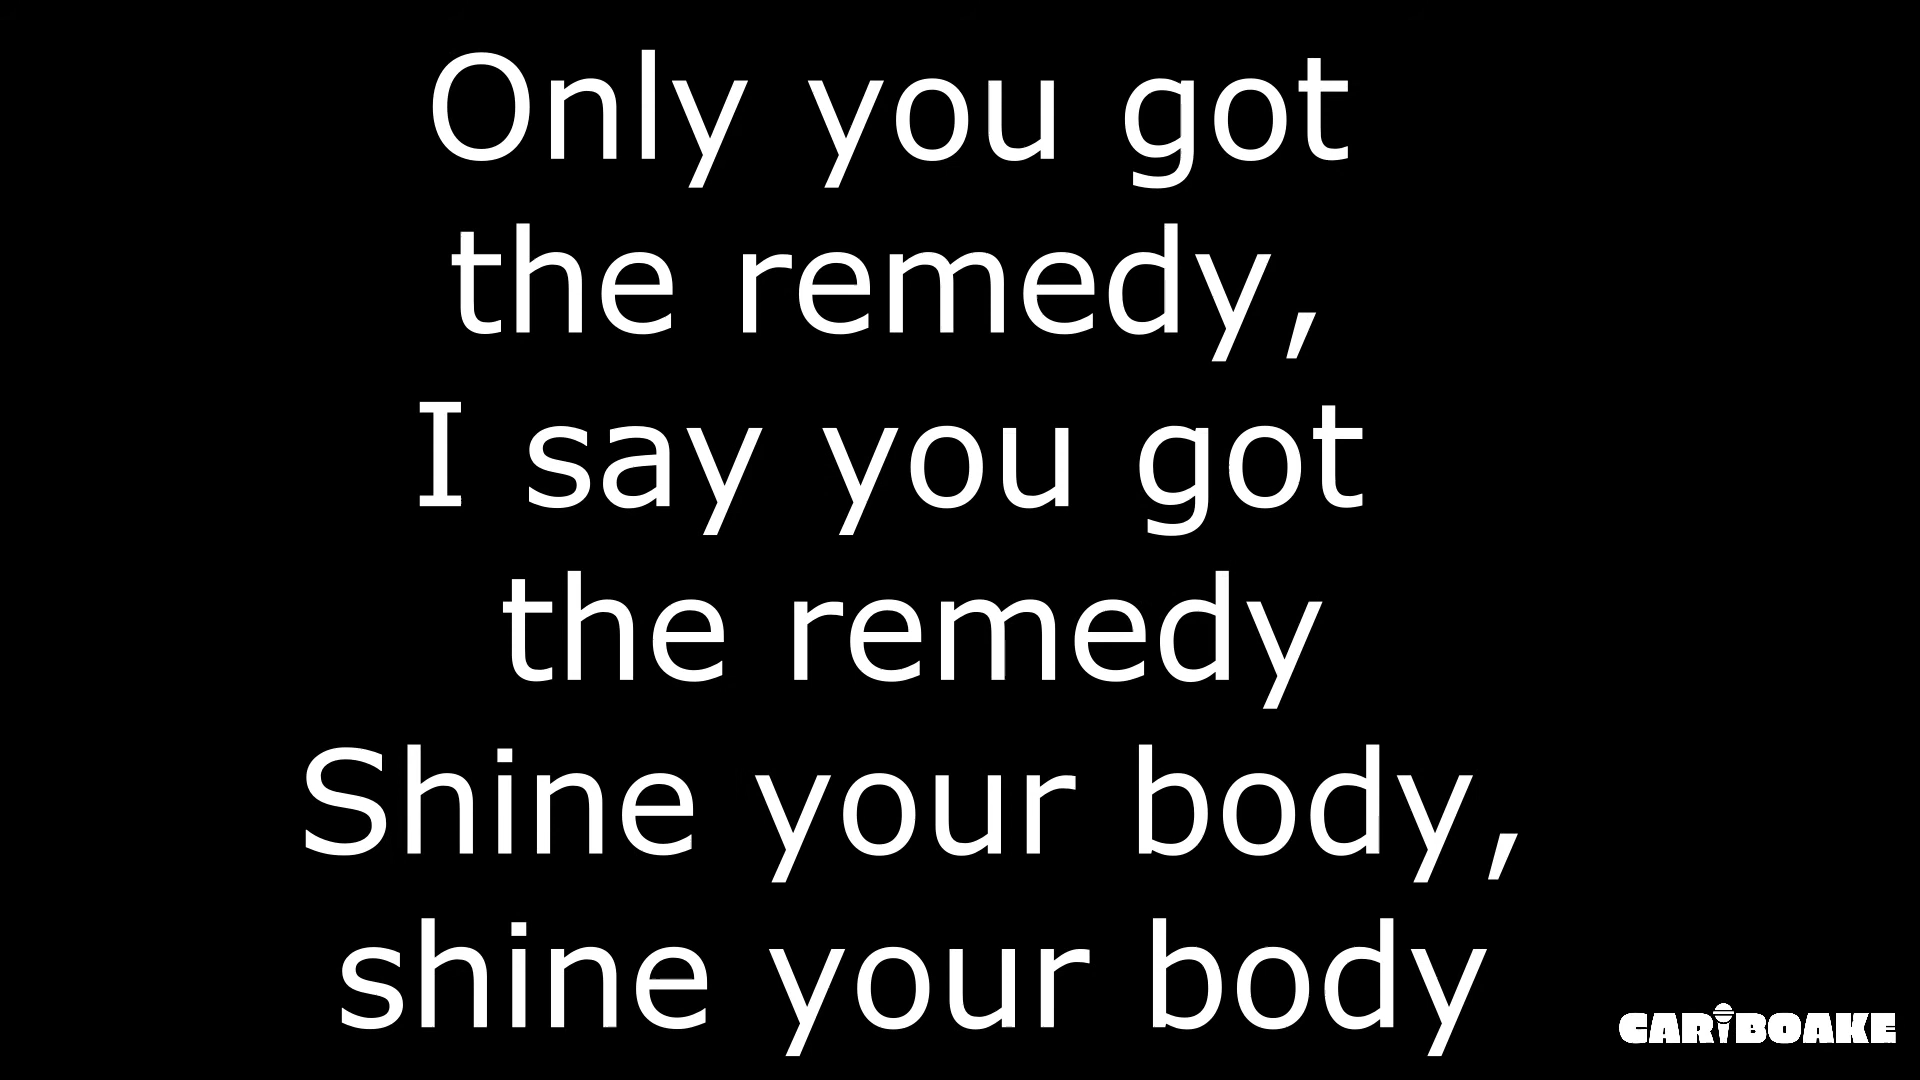 Only you got
the remedy,
I say you got
the remedy
Shine your body,
shine your body
CARIBOAKE